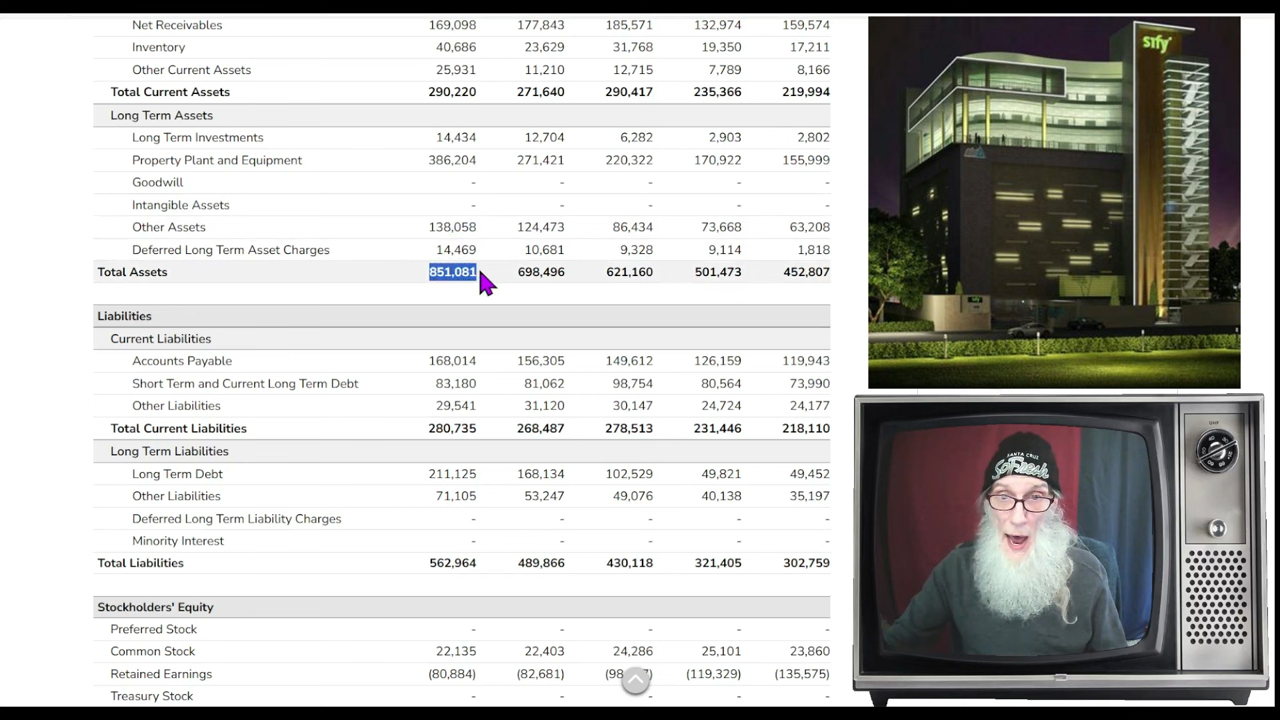 Net Receivables 169,098 177,843 185,571 132,974 159,574
Inventory 40,686 23,629 31,768 19,350 17,211
Other Current Assets 25,931 11,210 12,715 7,789 8,166
Total Current Assets 290,220 271,640 290,417 235,366 219,994
Long Term Assets
Long Term Investments 14,434 12,704 6,282 2,903 2,802
Property Plant and Equipment 386,204 271,421 220,322 170,922 155,999
Goodwill - - - - -
Intangible Assets - - - - -
Other Assets 138,058 124,473 86,434 73,668 63,208
Deferred Long Term Asset Charges 14,469 10,681 9,328 9,114 1,818
Total Assets 851,081 698,496 621,160 501,473 452,807
Liabilities
Current Liabilities
Accounts Payable 168,014 156,305 149,612 126,159 119,943
Short Term and Current Long Term Debt 83,180 81,062 98,754 80,564 73,990
Other Liabilities 29,541 31,120 30,147 24,724 24,177
Total Current Liabilities 280,735 268,487 278,513 231,446 218,110
Long Term Liabilities
Long Term Debt 211,125 168,134 102,529 49,821 49,452
Other Liabilities 71,105 53,247 49,076 40,138 35,197
Deferred Long Term Liability Charges - - - - -
Minority Interest - - - - -
Total Liabilities 562,964 489,866 430,118 321,405 302,759
Stockholders' Equity
Preferred Stock - - - - -
Common Stock 22,135 22,403 24,286 25,101 23,860
Retained Earnings (80,884) (82,681) (119,329) (135,575)
Treasury Stock - - - - -
sify
SANTA CRUZ
SoFresh